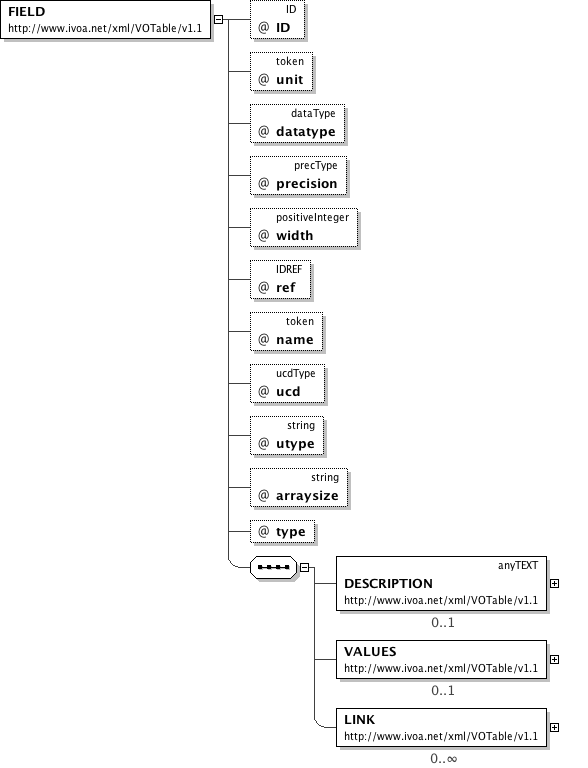 FIELD
http://www.ivoa.net/xml/VOTable/v1.1
ID
@ ID
token
@ unit
dataType
@ datatype
precType
@ precision
positiveInteger
@ width
IDREF
@ ref
token
@ name
ucdType
@ ucd
string
@ utype
string
@ arraysize
@ type
anyTEXT
DESCRIPTION
http://www.ivoa.net/xml/VOTable/v1.1
0..1
VALUES
http://www.ivoa.net/xml/VOTable/v1.1
0..1
LINK
http://www.ivoa.net/xml/VOTable/v1.1
0..∞